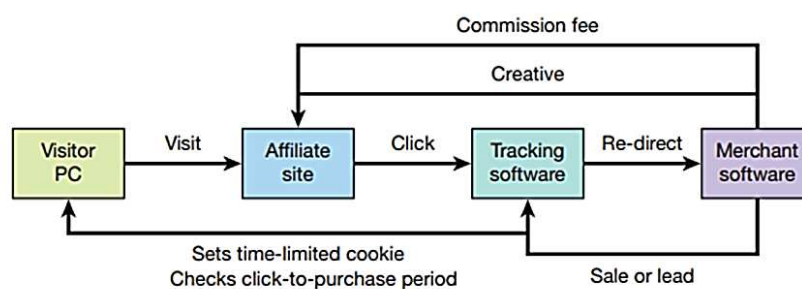 Commission fee
Creative
Visitor
PC
Visit
Affiliate
site
Click
Tracking
software
Re-direct
Merchant
software
Sets time-limited cookie
Checks click-to-purchase period
Sale or lead